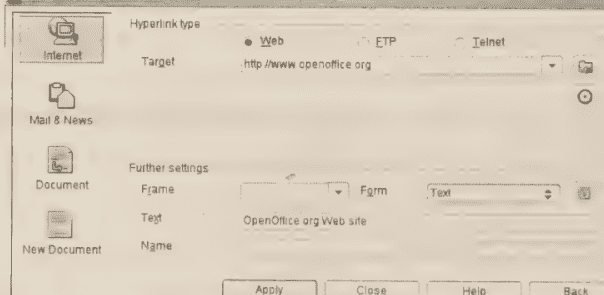 Hyperlink type
Web FTP Telnet
Internet
Target http //www openoffice org
Mail & News
Document
Further settings
Frame Form Text
Text OpenOffice org Web site
New Document
Name
Apply Close Help Back